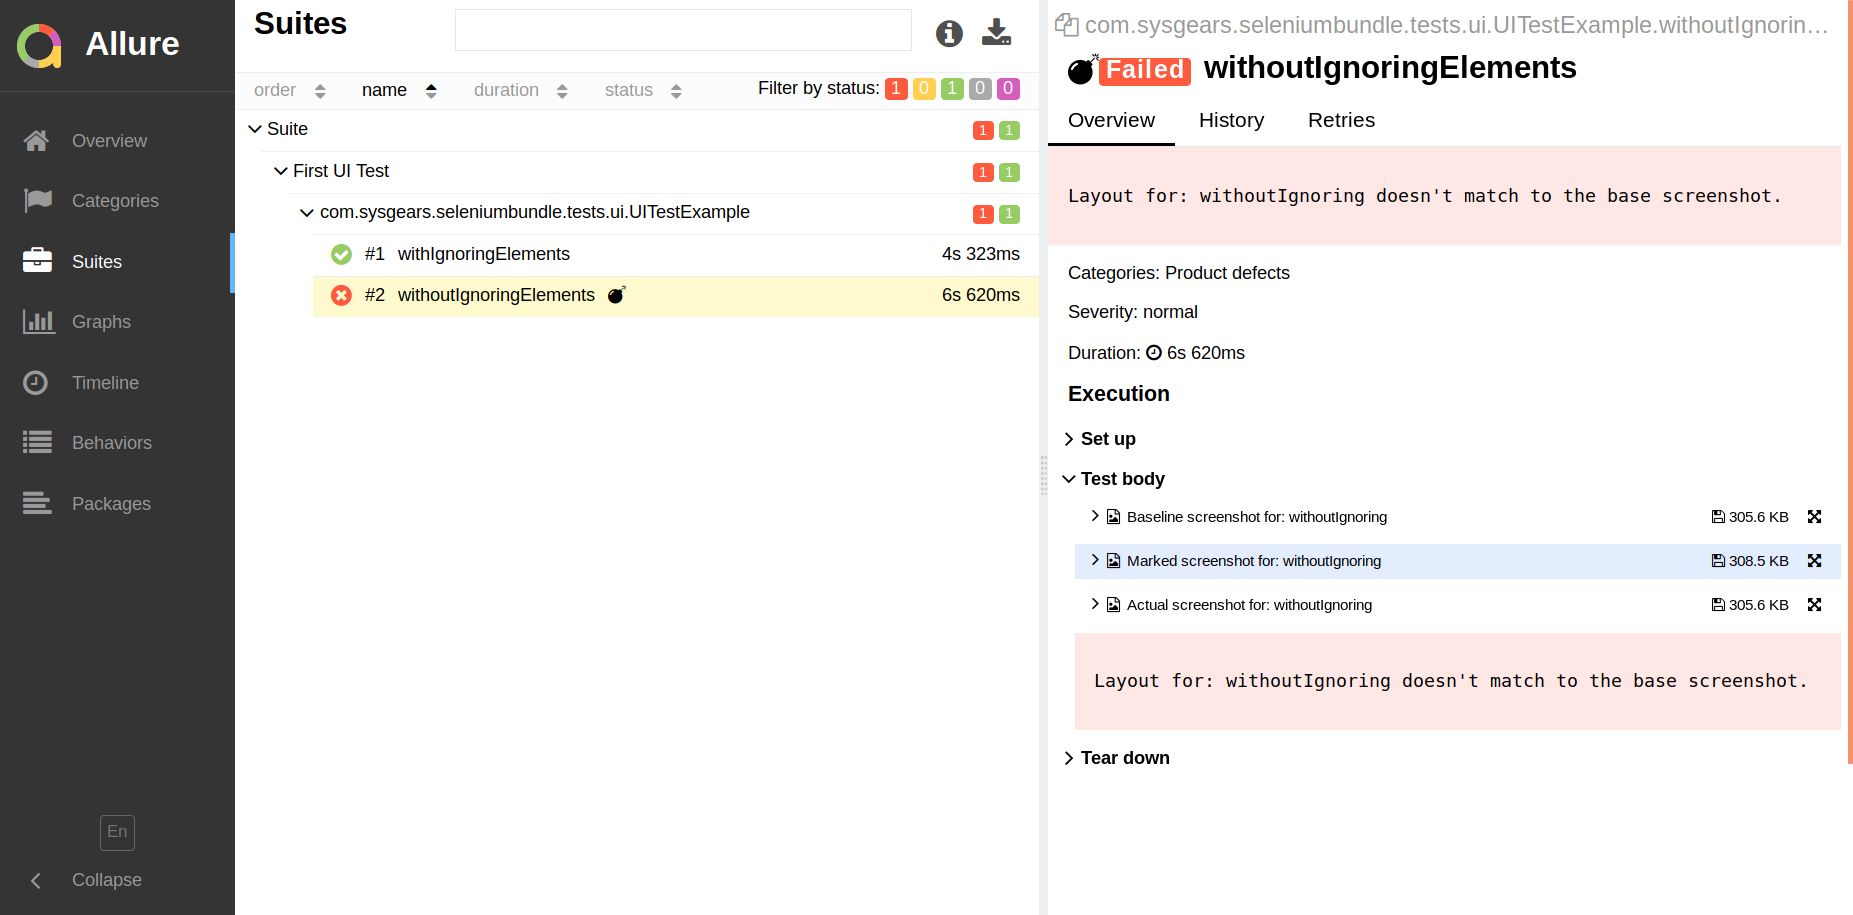 Allure
Overview
Categories
Suites
Graphs
Timeline
Behaviors
Packages
En
Collapse
Suites
order name duration status Filter by status: 1 0 1 0 0
Suite 1 1
First UI Test 1 1
com.sysgears.seleniumbundle.tests.ui.UITestExample 1 1
#1 withIgnoringElements 4s 323ms
#2 withoutIgnoringElements 6s 620ms
com.sysgears.seleniumbundle.tests.ui.UITestExample.withoutIgnorin...
Failed withoutIgnoringElements
Overview History Retries
Layout for: withoutIgnoring doesn't match to the base screenshot.
Categories: Product defects
Severity: normal
Duration: 6s 620ms
Execution
Set up
Test body
Baseline screenshot for: withoutIgnoring 305.6 KB
Marked screenshot for: withoutIgnoring 308.5 KB
Actual screenshot for: withoutIgnoring 305.6 KB
Layout for: withoutIgnoring doesn't match to the base screenshot.
Tear down